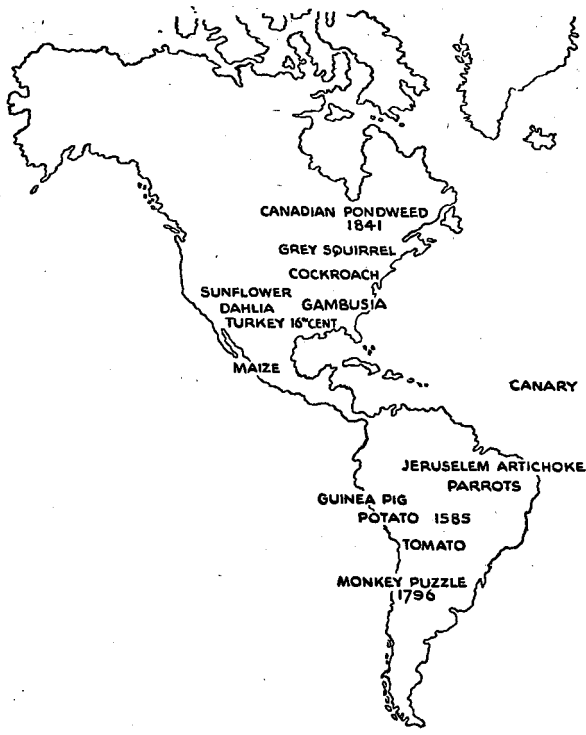 CANADIAN PONDWEED
1841
GREY SQUIRREL
COCKROACH
SUNFLOWER
GAMBUSIA
DAHLIA
TURKEY 16TH CENT
MAIZE
CANARY
JERUSELEM ARTICHOKE
PARROTS
GUINEA PIG
POTATO 1585
TOMATO
MONKEY PUZZLE
1796